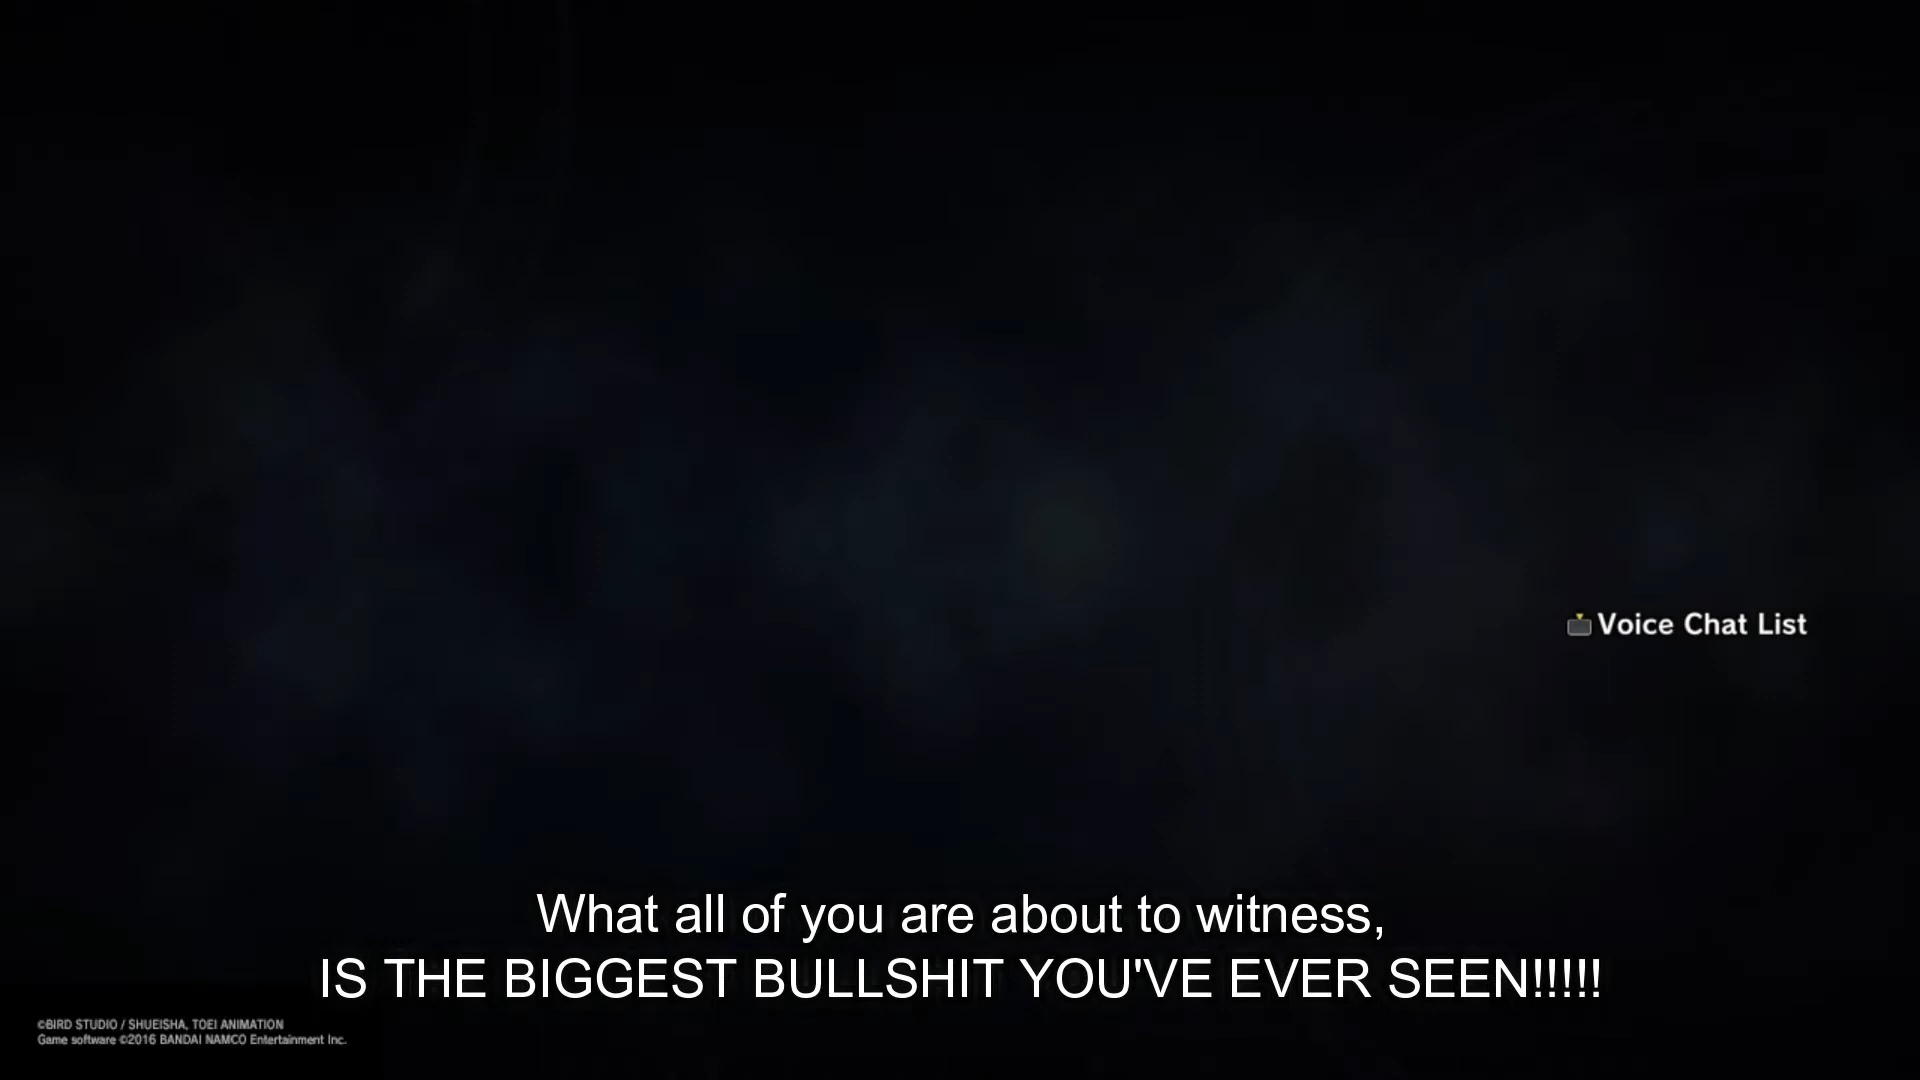 Voice Chat List
What all of you are about to witness,
IS THE BIGGEST BULLSHIT YOU'VE EVER SEEN!!!!!
©BIRD STUDIO / SHUEISHA, TOEI ANIMATION
Game software ©2016 BANDAI NAMCO Entertainment Inc.